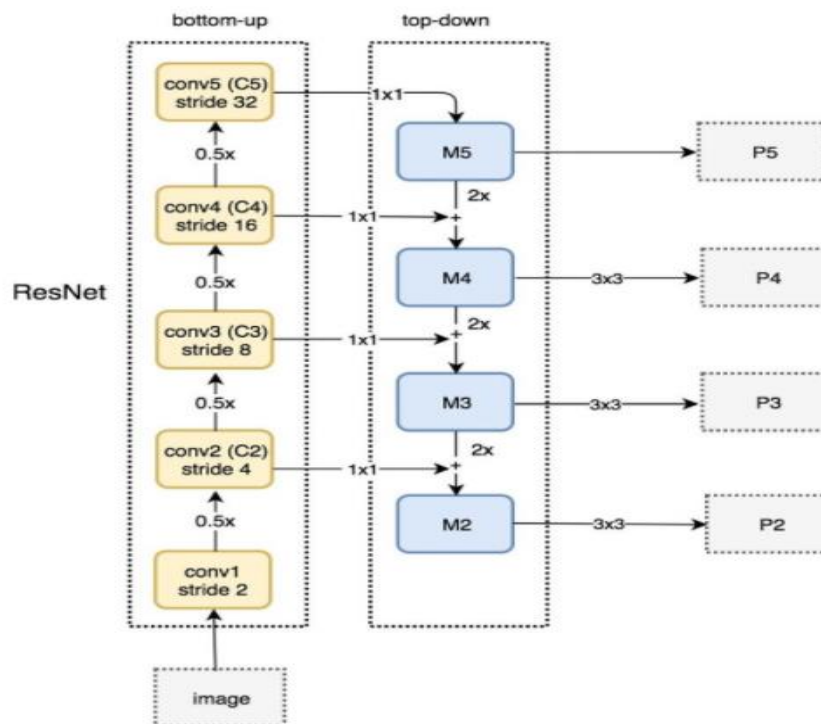 bottom-up
top-down
conv5 (C5)
stride 32
1x1
M5
P5
0.5x
2x
conv4 (C4)
stride 16
1x1
+
M4
3x3
P4
ResNet
0.5x
2x
conv3 (C3)
stride 8
1x1
+
M3
3x3
P3
0.5x
2x
conv2 (C2)
stride 4
1x1
+
M2
3x3
P2
0.5x
conv1
stride 2
image